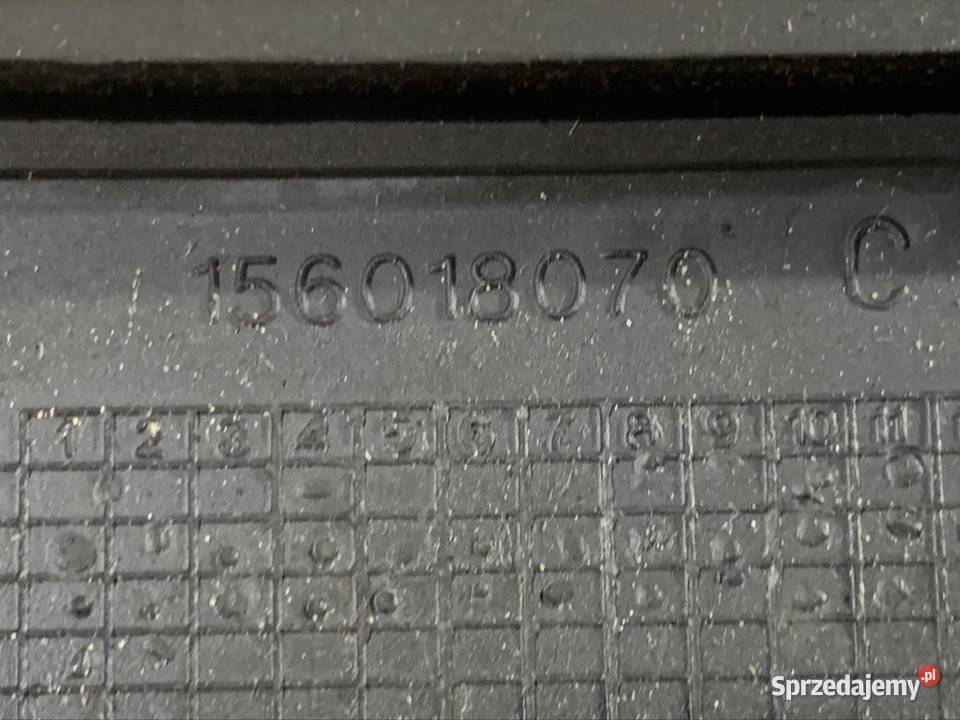 156018070 C
1 2 3 4 5 6 7 8 9 10 11
Sprzedajemy.pl